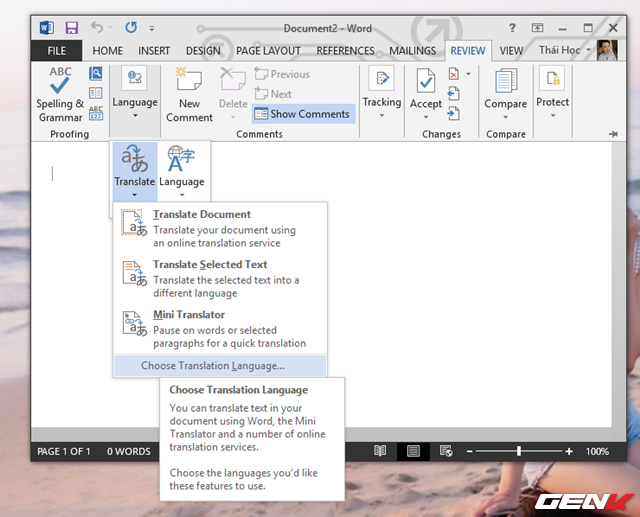 Document2 - Word
FILE HOME INSERT DESIGN PAGE LAYOUT REFERENCES MAILINGS REVIEW VIEW Thái Học
ABC
Spelling &
Grammar
ABC
123
Proofing
Language
New
Comment
Delete
Previous
Next
Show Comments
Comments
Tracking
Accept
Changes
Compare
Compare
Protect
Translate
Language
Translate Document
Translate your document using
an online translation service
Translate Selected Text
Translate the selected text into a
different language
Mini Translator
Pause on words or selected
paragraphs for a quick translation
Choose Translation Language...
Choose Translation Language
You can translate text in your
document using Word, the Mini
Translator and a number of online
translation services.
Choose the languages you'd like
these features to use.
PAGE 1 OF 1 0 WORDS 100%
GENK